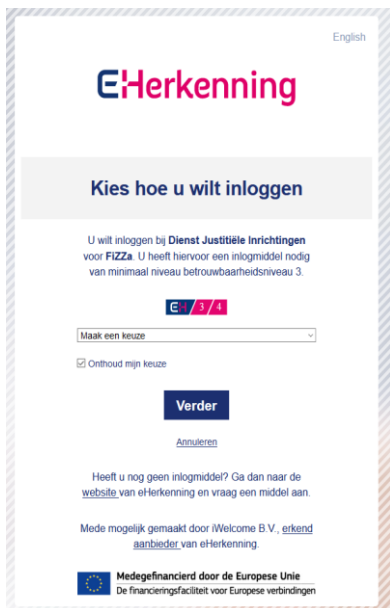 English
eHerkenning
Kies hoe u wilt inloggen
U wilt inloggen bij Dienst Justitiële Inrichtingen
voor FiZZa. U heeft hiervoor een inlogmiddel nodig
van minimaal niveau betrouwbaarheidsniveau 3.
EH/3/4
Maak een keuze
Onthoud mijn keuze
Verder
Annuleren
Heeft u nog geen inlogmiddel? Ga dan naar de
website van eHerkenning en vraag een middel aan.
Mede mogelijk gemaakt door iWelcome B.V., erkend
aanbieder van eHerkenning.
Medegefinancierd door de Europese Unie
De financieringsfaciliteit voor Europese verbindingen